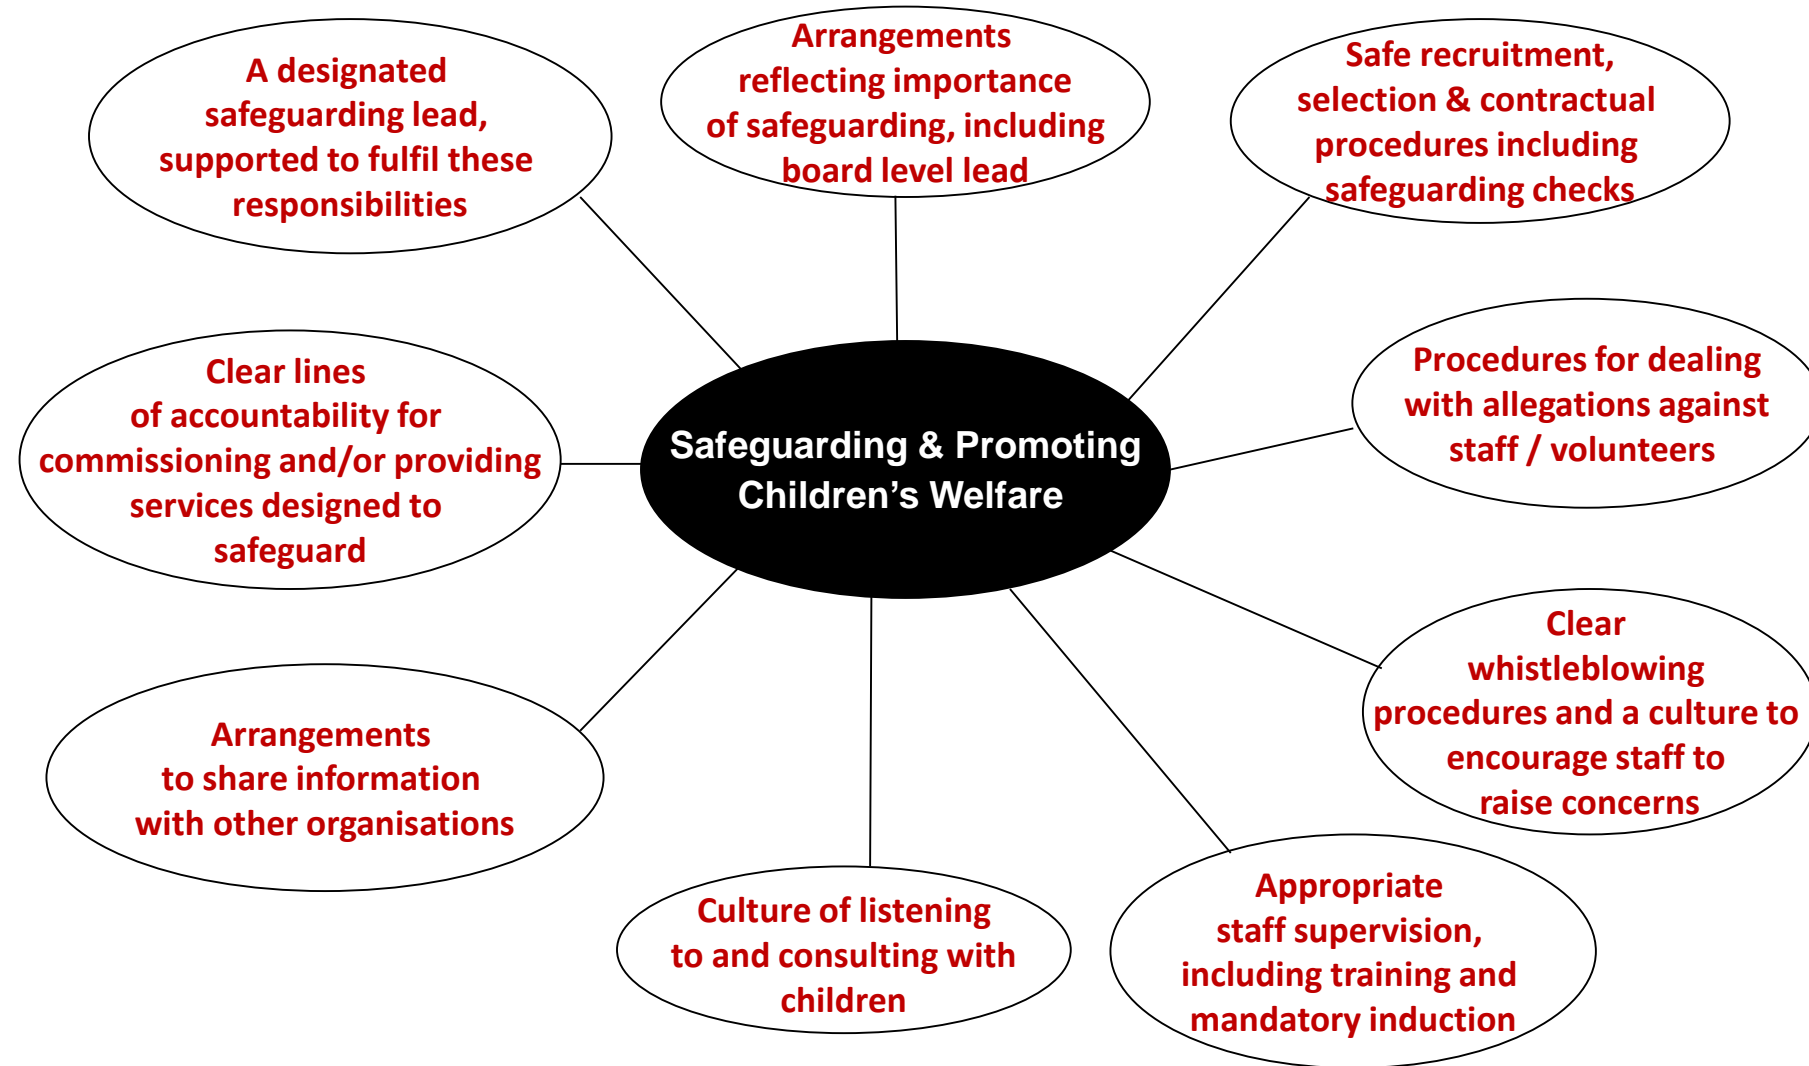 A designated
safeguarding lead,
supported to fulfil these
responsibilities
Arrangements
reflecting importance
of safeguarding, including
board level lead
Safe recruitment,
selection & contractual
procedures including
safeguarding checks
Clear lines
of accountability for
commissioning and/or providing
services designed to
safeguard
Safeguarding & Promoting
Children’s Welfare
Procedures for dealing
with allegations against
staff / volunteers
Clear
whistleblowing
procedures and a culture to
encourage staff to
raise concerns
Arrangements
to share information
with other organisations
Culture of listening
to and consulting with
children
Appropriate
staff supervision,
including training and
mandatory induction